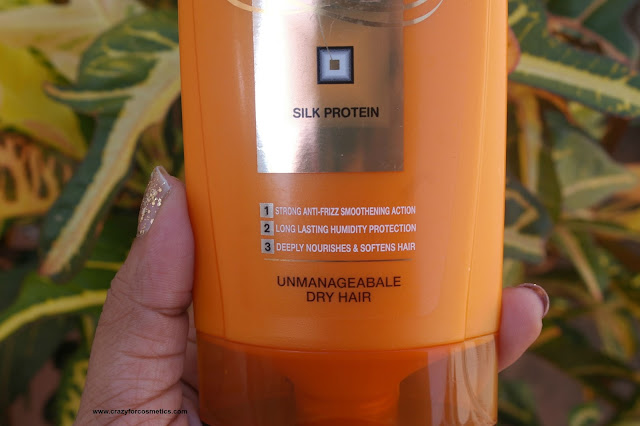 SILK PROTEIN
1 STRONG ANTI-FRIZZ SMOOTHENING ACTION
2 LONG LASTING HUMIDITY PROTECTION
3 DEEPLY NOURISHES & SOFTENS HAIR
UNMANAGEABALE
DRY HAIR
www.crazyforcosmetics.com